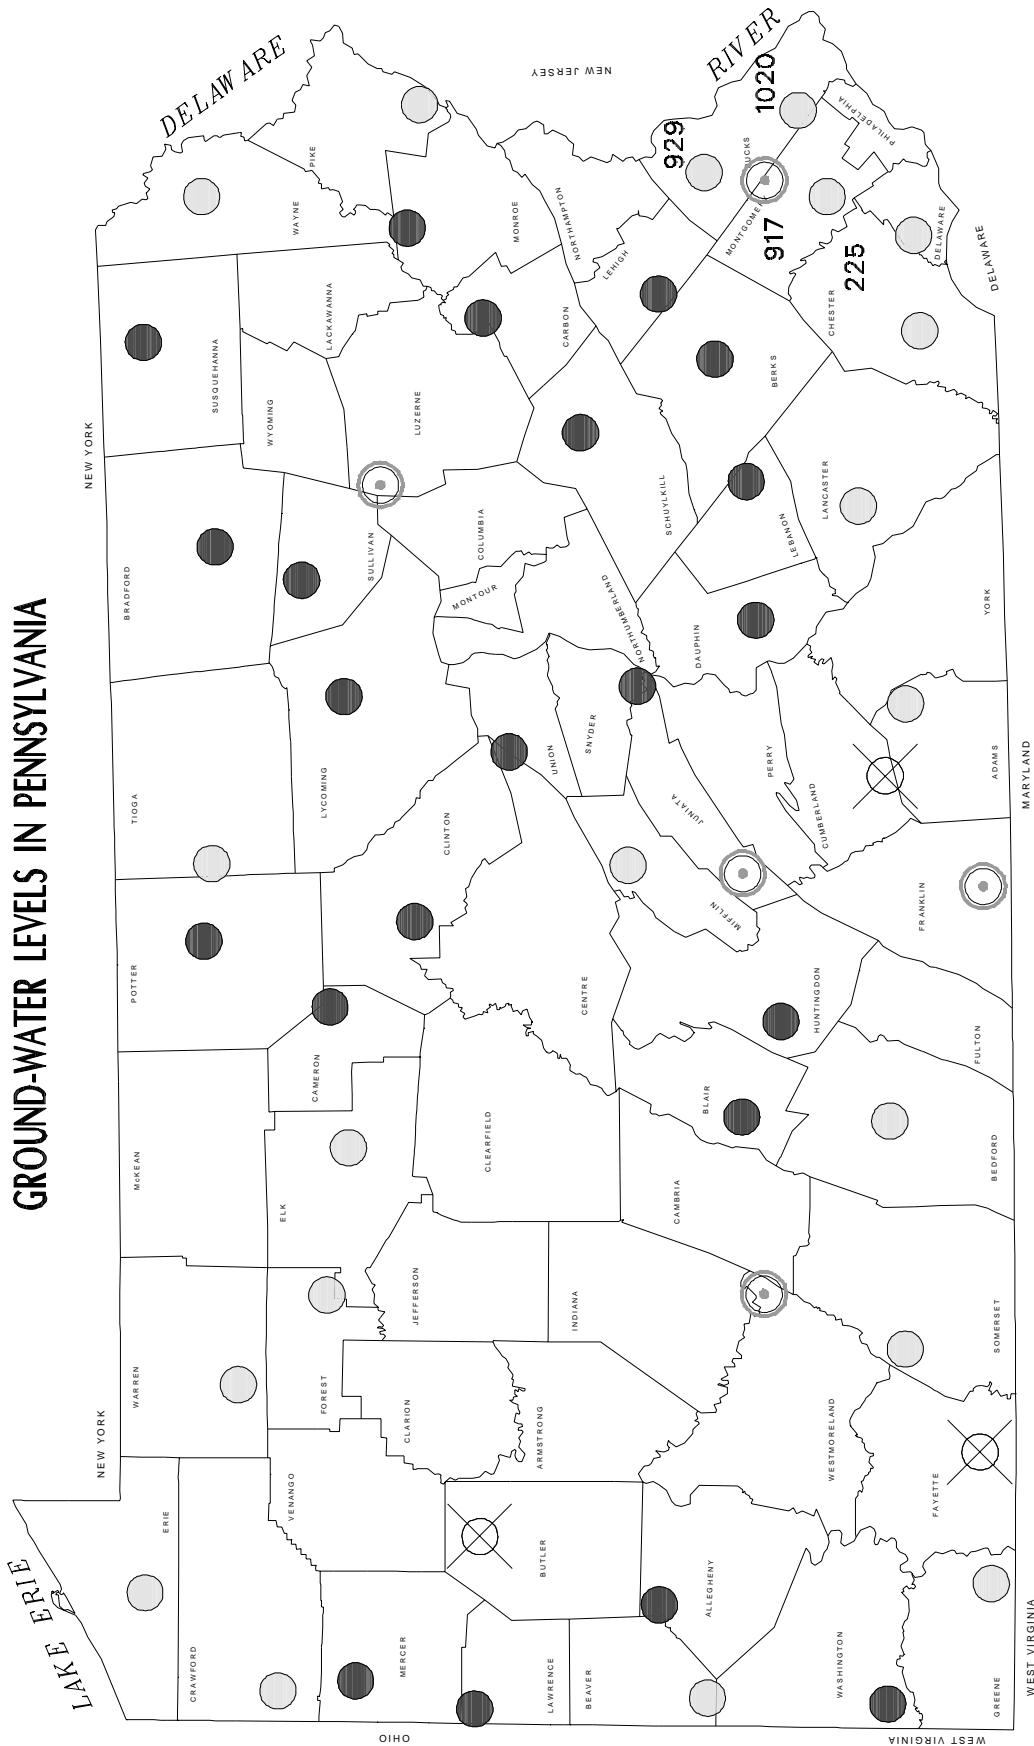 GROUND-WATER LEVELS IN PENNSYLVANIA
LAKE ERIE
NEW YORK
NEW YORK
DELAWARE
RIVER
NEW JERSEY
OHIO
WEST VIRGINIA
WEST VIRGINIA
MARYLAND
DELAWARE
ERIE
CRAWFORD
WARREN
McKEAN
POTTER
TIOGA
BRADFORD
SUSQUEHANNA
WAYNE
PIKE
WYOMING
LACKAWANNA
VENANGO
FOREST
ELK
CAMERON
LYCOMING
SULLIVAN
LUZERNE
MERCER
CLARION
JEFFERSON
CLINTON
COLUMBIA
MONTOUR
MONROE
CARBON
NORTHAMPTON
LAWRENCE
BUTLER
ARMSTRONG
INDIANA
CLEARFIELD
CENTRE
UNION
SNYDER
NORTHUMBERLAND
SCHUYLKILL
LEHIGH
BEAVER
ALLEGHENY
CAMBRIA
BLAIR
HUNTINGDON
MIFFLIN
JUNIATA
PERRY
DAUPHIN
LEBANON
BERKS
MONTGOME
UCKS
929
1020
917
225
PHILADELPHIA
WASHINGTON
WESTMORELAND
CUMBERLAND
LANCASTER
CHESTER
DELAWARE
GREENE
FAYETTE
SOMERSET
BEDFORD
FULTON
FRANKLIN
ADAMS
YORK